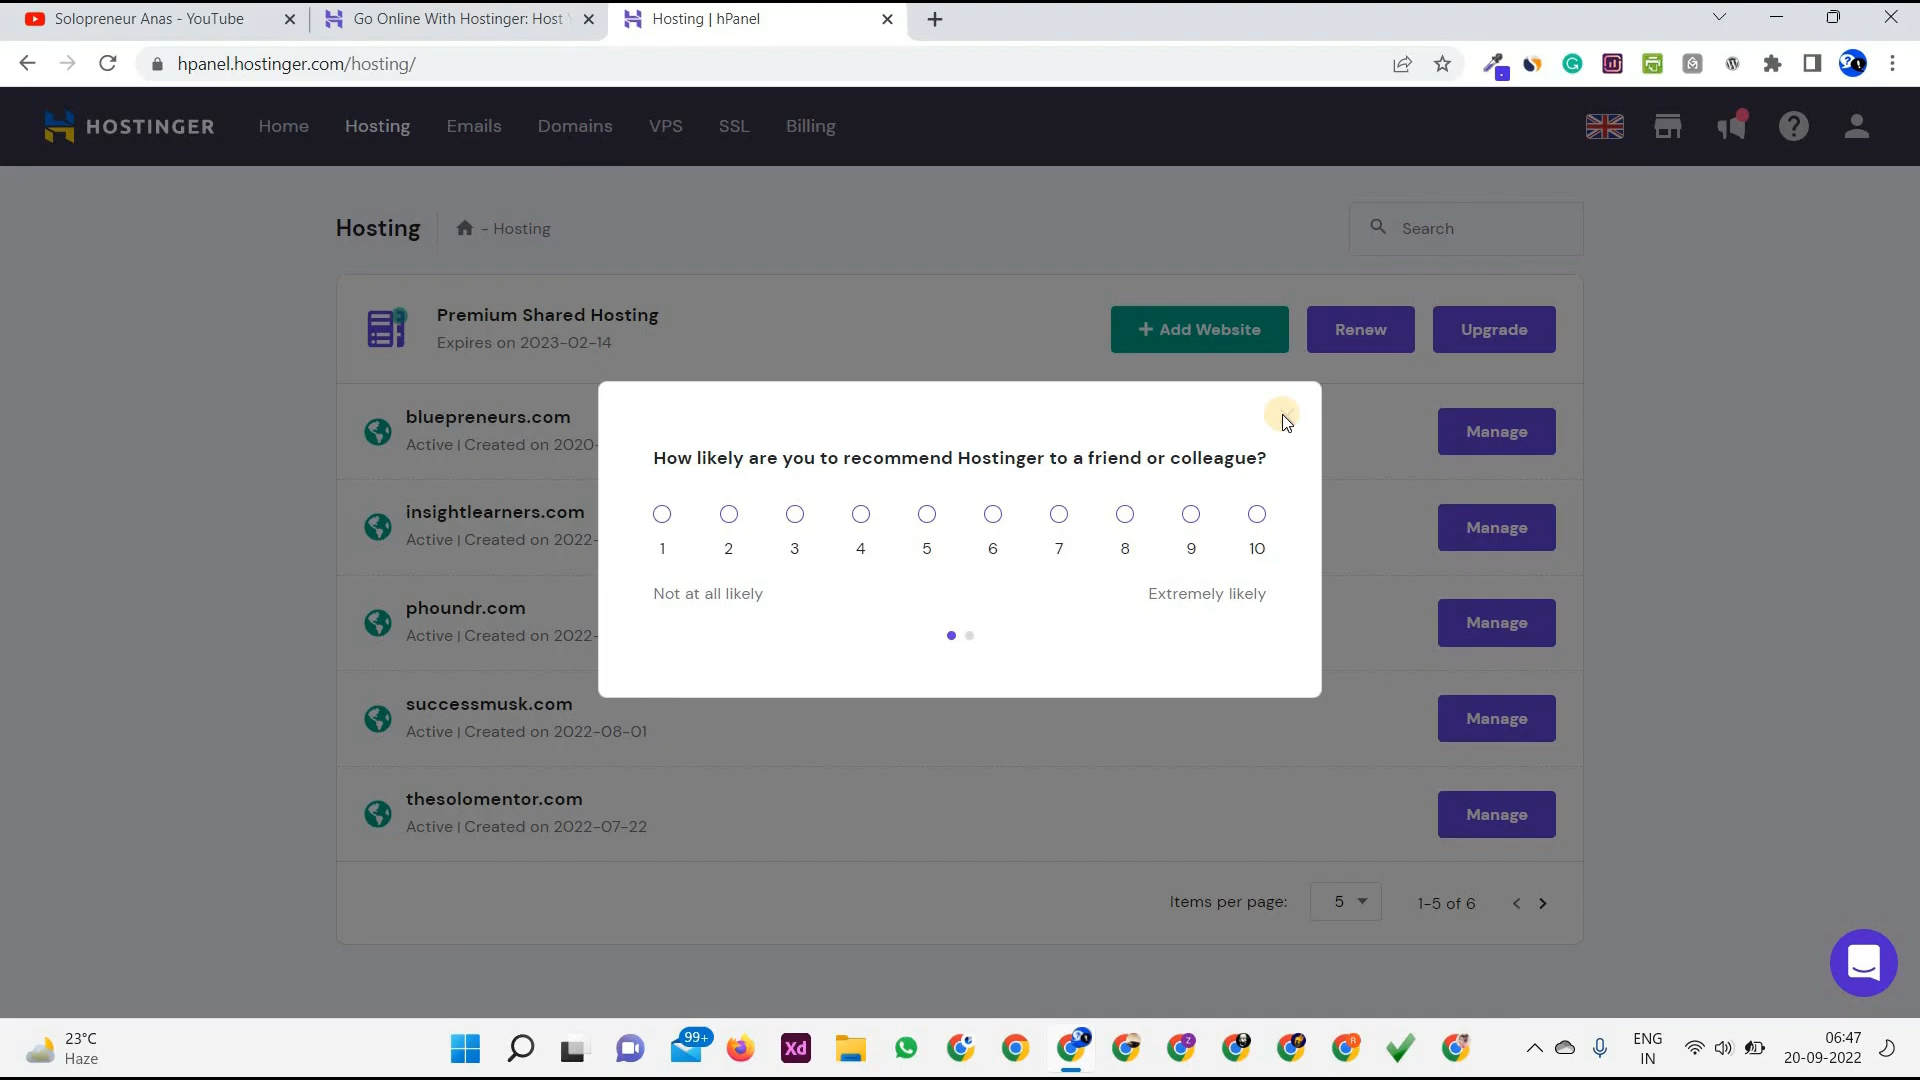 Solopreneur Anas - YouTube
Go Online With Hostinger: Host
Hosting | hPanel
hpanel.hostinger.com/hosting/
HOSTINGER
Home
Hosting
Emails
Domains
VPS
SSL
Billing
Hosting
- Hosting
Search
Premium Shared Hosting
Expires on 2023-02-14
+ Add Website
Renew
Upgrade
bluepreneurs.com
Active | Created on 2020-
Manage
How likely are you to recommend Hostinger to a friend or colleague?
1 2 3 4 5 6 7 8 9 10
Not at all likely
Extremely likely
insightlearners.com
Active | Created on 2022-
Manage
phoundr.com
Active | Created on 2022-
Manage
successmusk.com
Active | Created on 2022-08-01
Manage
thesolomentor.com
Active | Created on 2022-07-22
Manage
Items per page:
5
1-5 of 6
23°C
Haze
99+
Xd
ENG
IN
06:47
20-09-2022